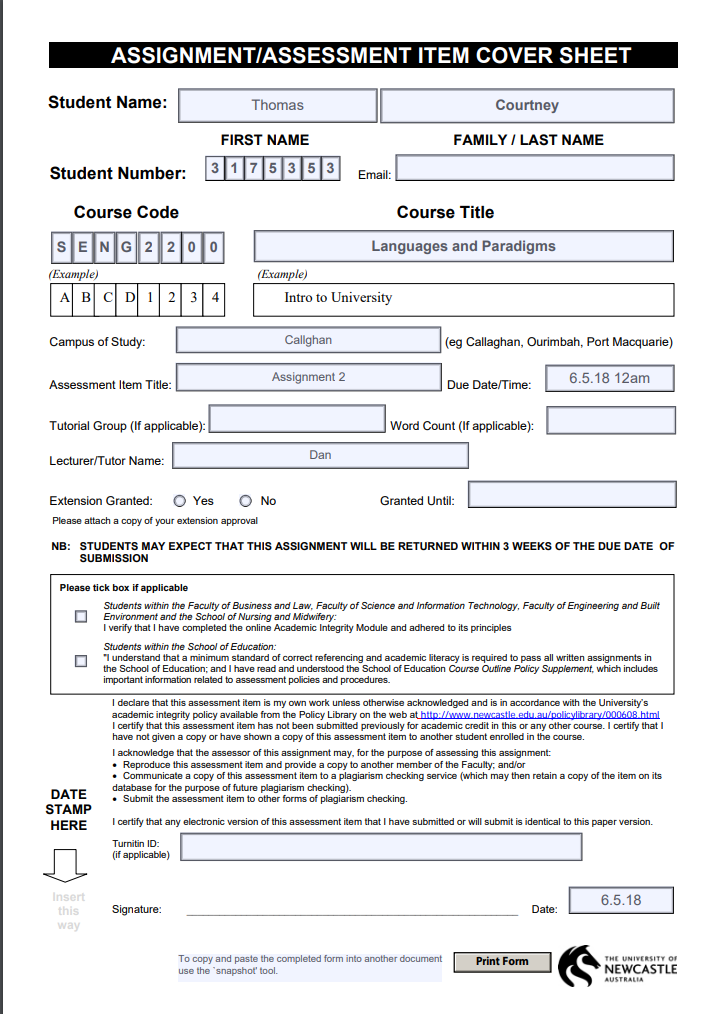 ASSIGNMENT/ASSESSMENT ITEM COVER SHEET
Student Name: Thomas Courtney
FIRST NAME FAMILY / LAST NAME
Student Number: 3 1 7 5 3 5 3 Email:
Course Code Course Title
S E N G 2 2 0 0 Languages and Paradigms
(Example) (Example)
A B C D 1 2 3 4 Intro to University
Campus of Study: Callghan (eg Callaghan, Ourimbah, Port Macquarie)
Assessment Item Title: Assignment 2 Due Date/Time: 6.5.18 12am
Tutorial Group (If applicable): Word Count (If applicable):
Lecturer/Tutor Name: Dan
Extension Granted: Yes No Granted Until:
Please attach a copy of your extension approval
NB: STUDENTS MAY EXPECT THAT THIS ASSIGNMENT WILL BE RETURNED WITHIN 3 WEEKS OF THE DUE DATE OF
SUBMISSION
Please tick box if applicable
Students within the Faculty of Business and Law, Faculty of Science and Information Technology, Faculty of Engineering and Built
Environment and the School of Nursing and Midwifery:
I verify that I have completed the online Academic Integrity Module and adhered to its principles
Students within the School of Education:
"I understand that a minimum standard of correct referencing and academic literacy is required to pass all written assignments in
the School of Education; and I have read and understood the School of Education Course Outline Policy Supplement, which includes
important information related to assessment policies and procedures.
I declare that this assessment item is my own work unless otherwise acknowledged and is in accordance with the University's
academic integrity policy available from the Policy Library on the web at http://www.newcastle.edu.au/policylibrary/000608.html
I certify that this assessment item has not been submitted previously for academic credit in this or any other course. I certify that I
have not given a copy or have shown a copy of this assessment item to another student enrolled in the course.
I acknowledge that the assessor of this assignment may, for the purpose of assessing this assignment:
• Reproduce this assessment item and provide a copy to another member of the Faculty; and/or
• Communicate a copy of this assessment item to a plagiarism checking service (which may then retain a copy of the item on its
database for the purpose of future plagiarism checking).
• Submit the assessment item to other forms of plagiarism checking.
I certify that any electronic version of this assessment item that I have submitted or will submit is identical to this paper version.
DATE
STAMP
HERE
Turnitin ID:
(if applicable)
Insert
this
way
Signature: Date: 6.5.18
To copy and paste the completed form into another document
use the `snapshot' tool.
Print Form
THE UNIVERSITY OF
NEWCASTLE
AUSTRALIA